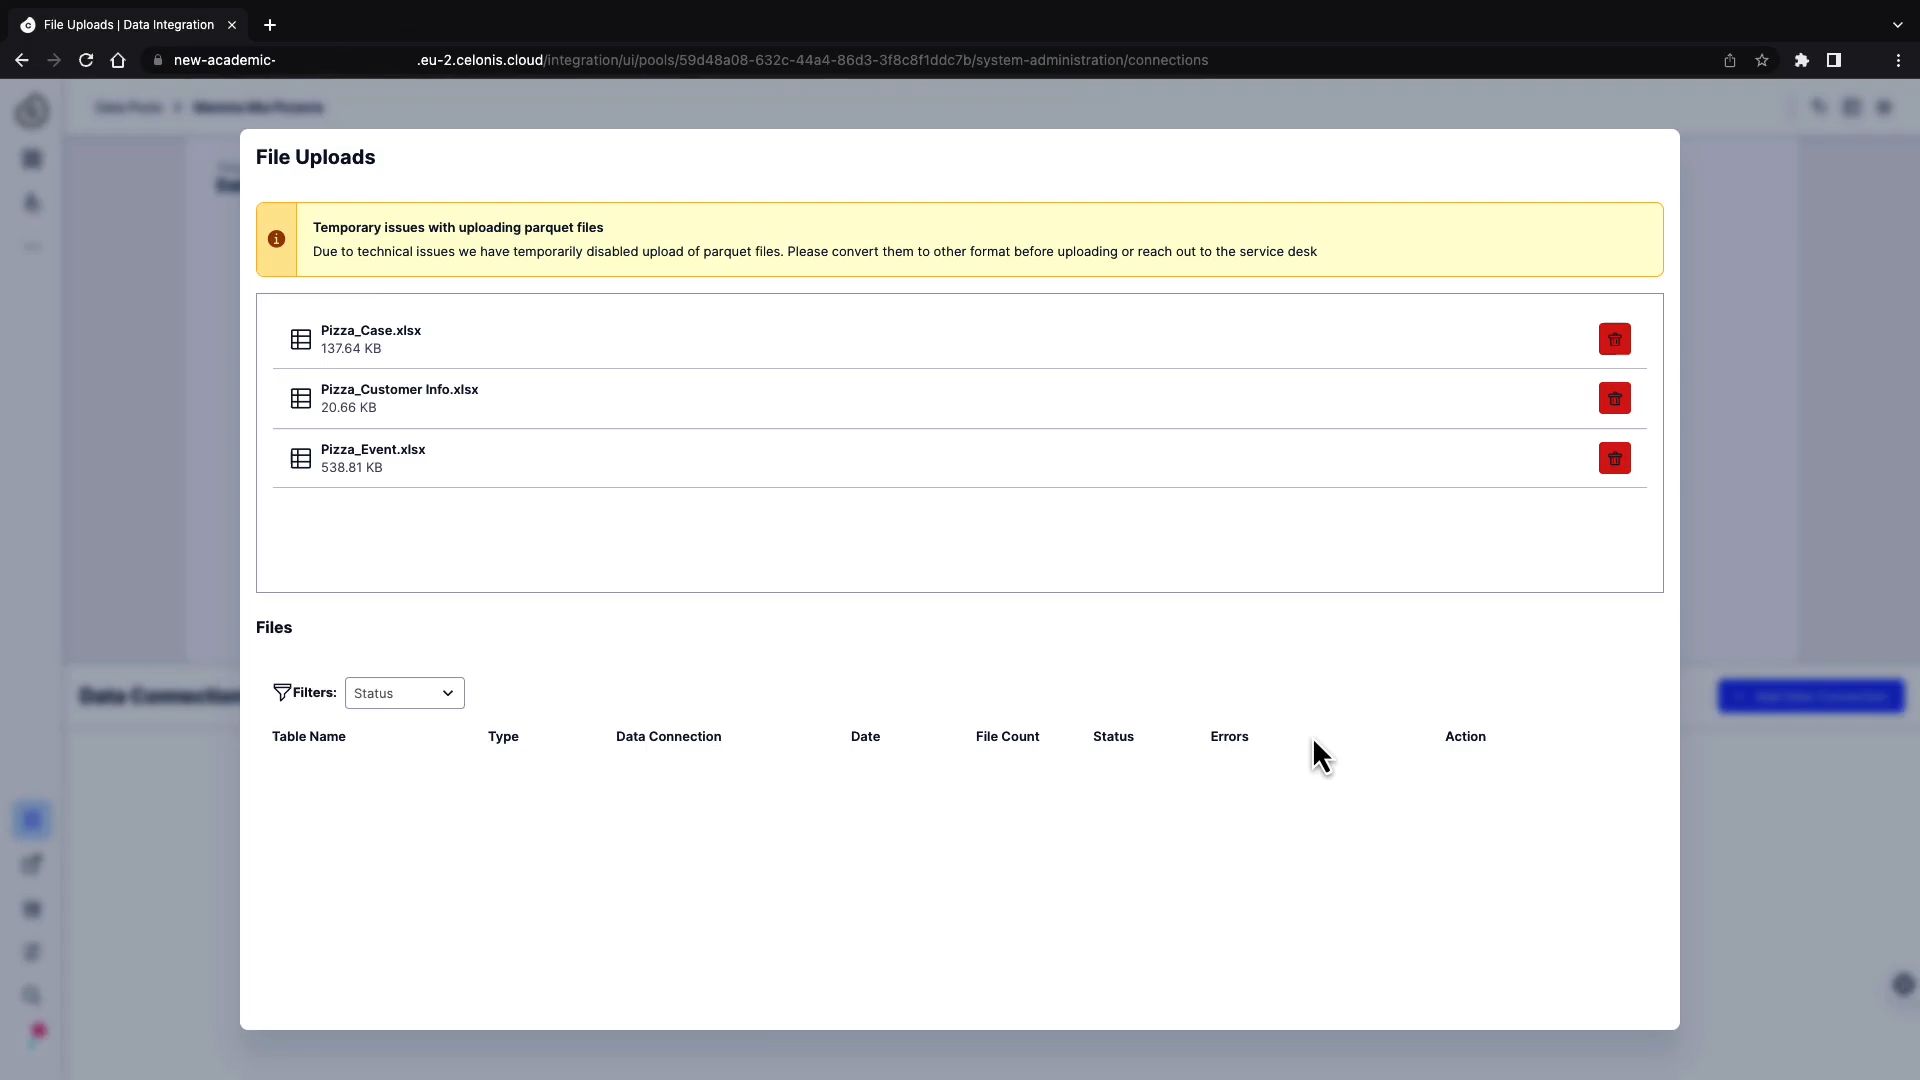 File Uploads | Data Integration
new-academic- .eu-2.celonis.cloud/integration/ui/pools/59d48a08-632c-44a4-86d3-3f8c8f1ddc7b/system-administration/connections
Data Pools
File Uploads
Temporary issues with uploading parquet files
Due to technical issues we have temporarily disabled upload of parquet files. Please convert them to other format before uploading or reach out to the service desk
Pizza_Case.xlsx
137.64 KB
Pizza_Customer Info.xlsx
20.66 KB
Pizza_Event.xlsx
538.81 KB
Files
Data Connection
Filters: Status
Table Name Type Data Connection Date File Count Status Errors Action